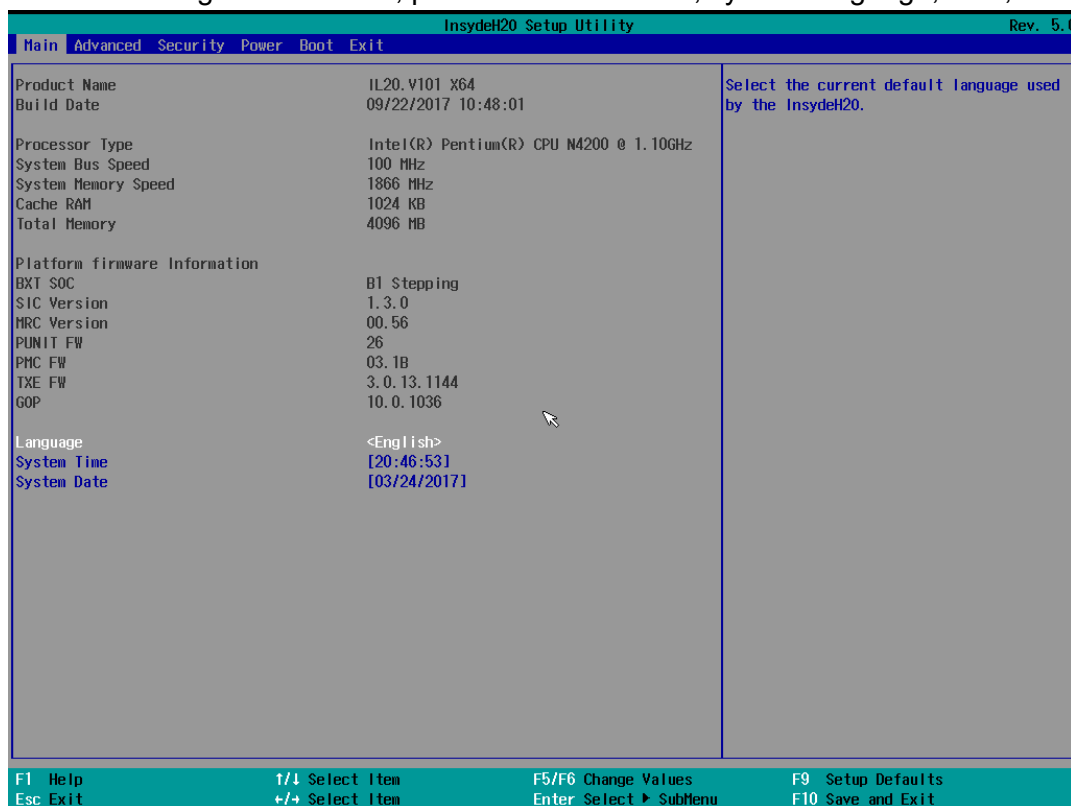 InsydeH20 Setup Utility Rev. 5.
Main Advanced Security Power Boot Exit
Product Name IL20.V101 X64
Build Date 09/22/2017 10:48:01
Processor Type Intel(R) Pentium(R) CPU N4200 @ 1.10GHz
System Bus Speed 100 MHz
System Memory Speed 1866 MHz
Cache RAM 1024 KB
Total Memory 4096 MB
Platform firmware Information
BXT SOC B1 Stepping
SIC Version 1.3.0
MRC Version 00.56
PUNIT FW 26
PMC FW 03.1B
TXE FW 3.0.13.1144
GOP 10.0.1036
Language <English>
System Time [20:46:53]
System Date [03/24/2017]
Select the current default language used
by the InsydeH20.
F1 Help ↑/↓ Select Item F5/F6 Change Values F9 Setup Defaults
Esc Exit ←/→ Select Item Enter Select ▶ SubMenu F10 Save and Exit